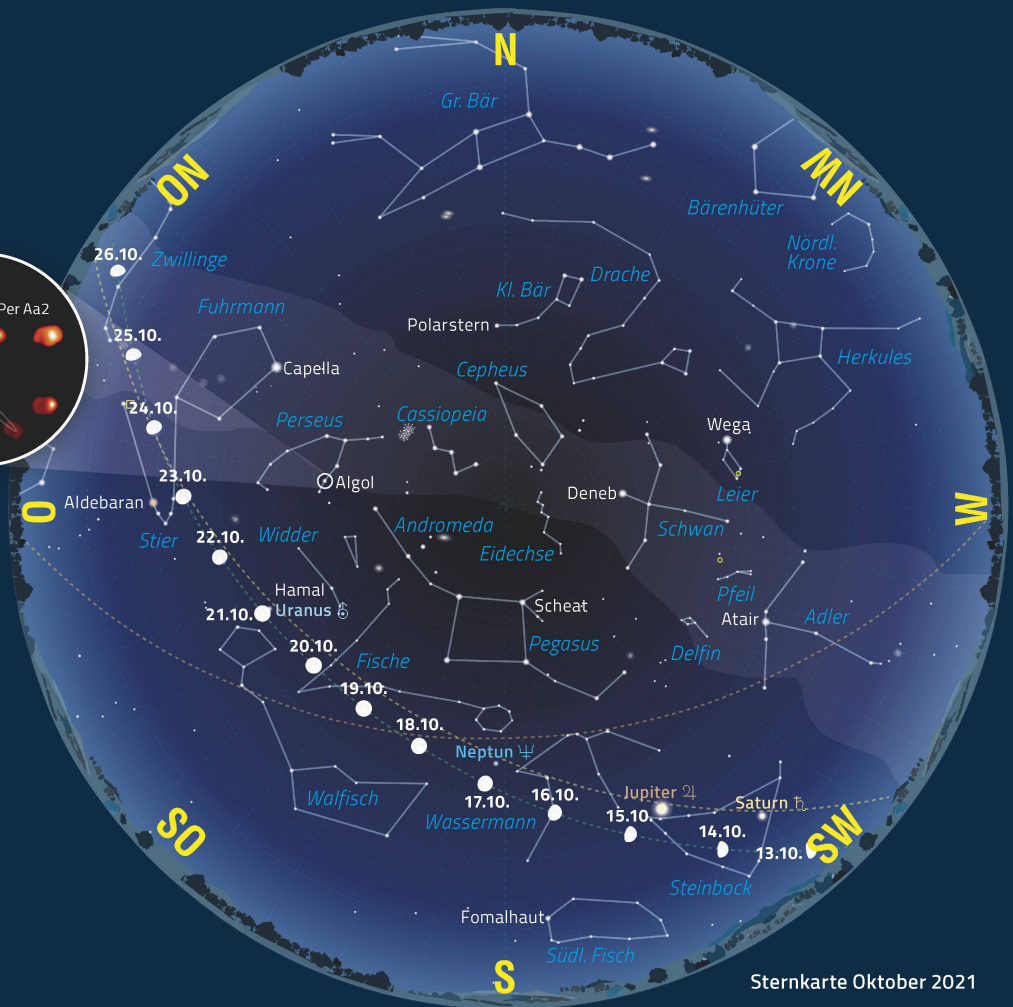 N
Gr. Bär
NO
NW
Bärenhüter
Nördl.
Krone
26.10.
Zwillinge
Drache
Kl. Bär
Per Aa2
Fuhrmann
Polarstern
25.10.
Herkules
Capella
Cepheus
24.10.
Perseus
Cassiopeia
Wega
23.10.
Algol
Leier
Aldebaran
Deneb
O
W
Andromeda
Schwan
Stier
22.10.
Widder
Eidechse
Hamal
Pfeil
21.10.
Uranus ⛢
Scheat
Atair
Adler
20.10.
Pegasus
Delfin
Fische
19.10.
18.10.
Neptun ♆
Walfisch
17.10.
16.10.
Jupiter ♃
Saturn ♄
Wassermann
15.10.
14.10.
13.10.
SO
SW
Steinbock
Fomalhaut
Südl. Fisch
S
Sternkarte Oktober 2021